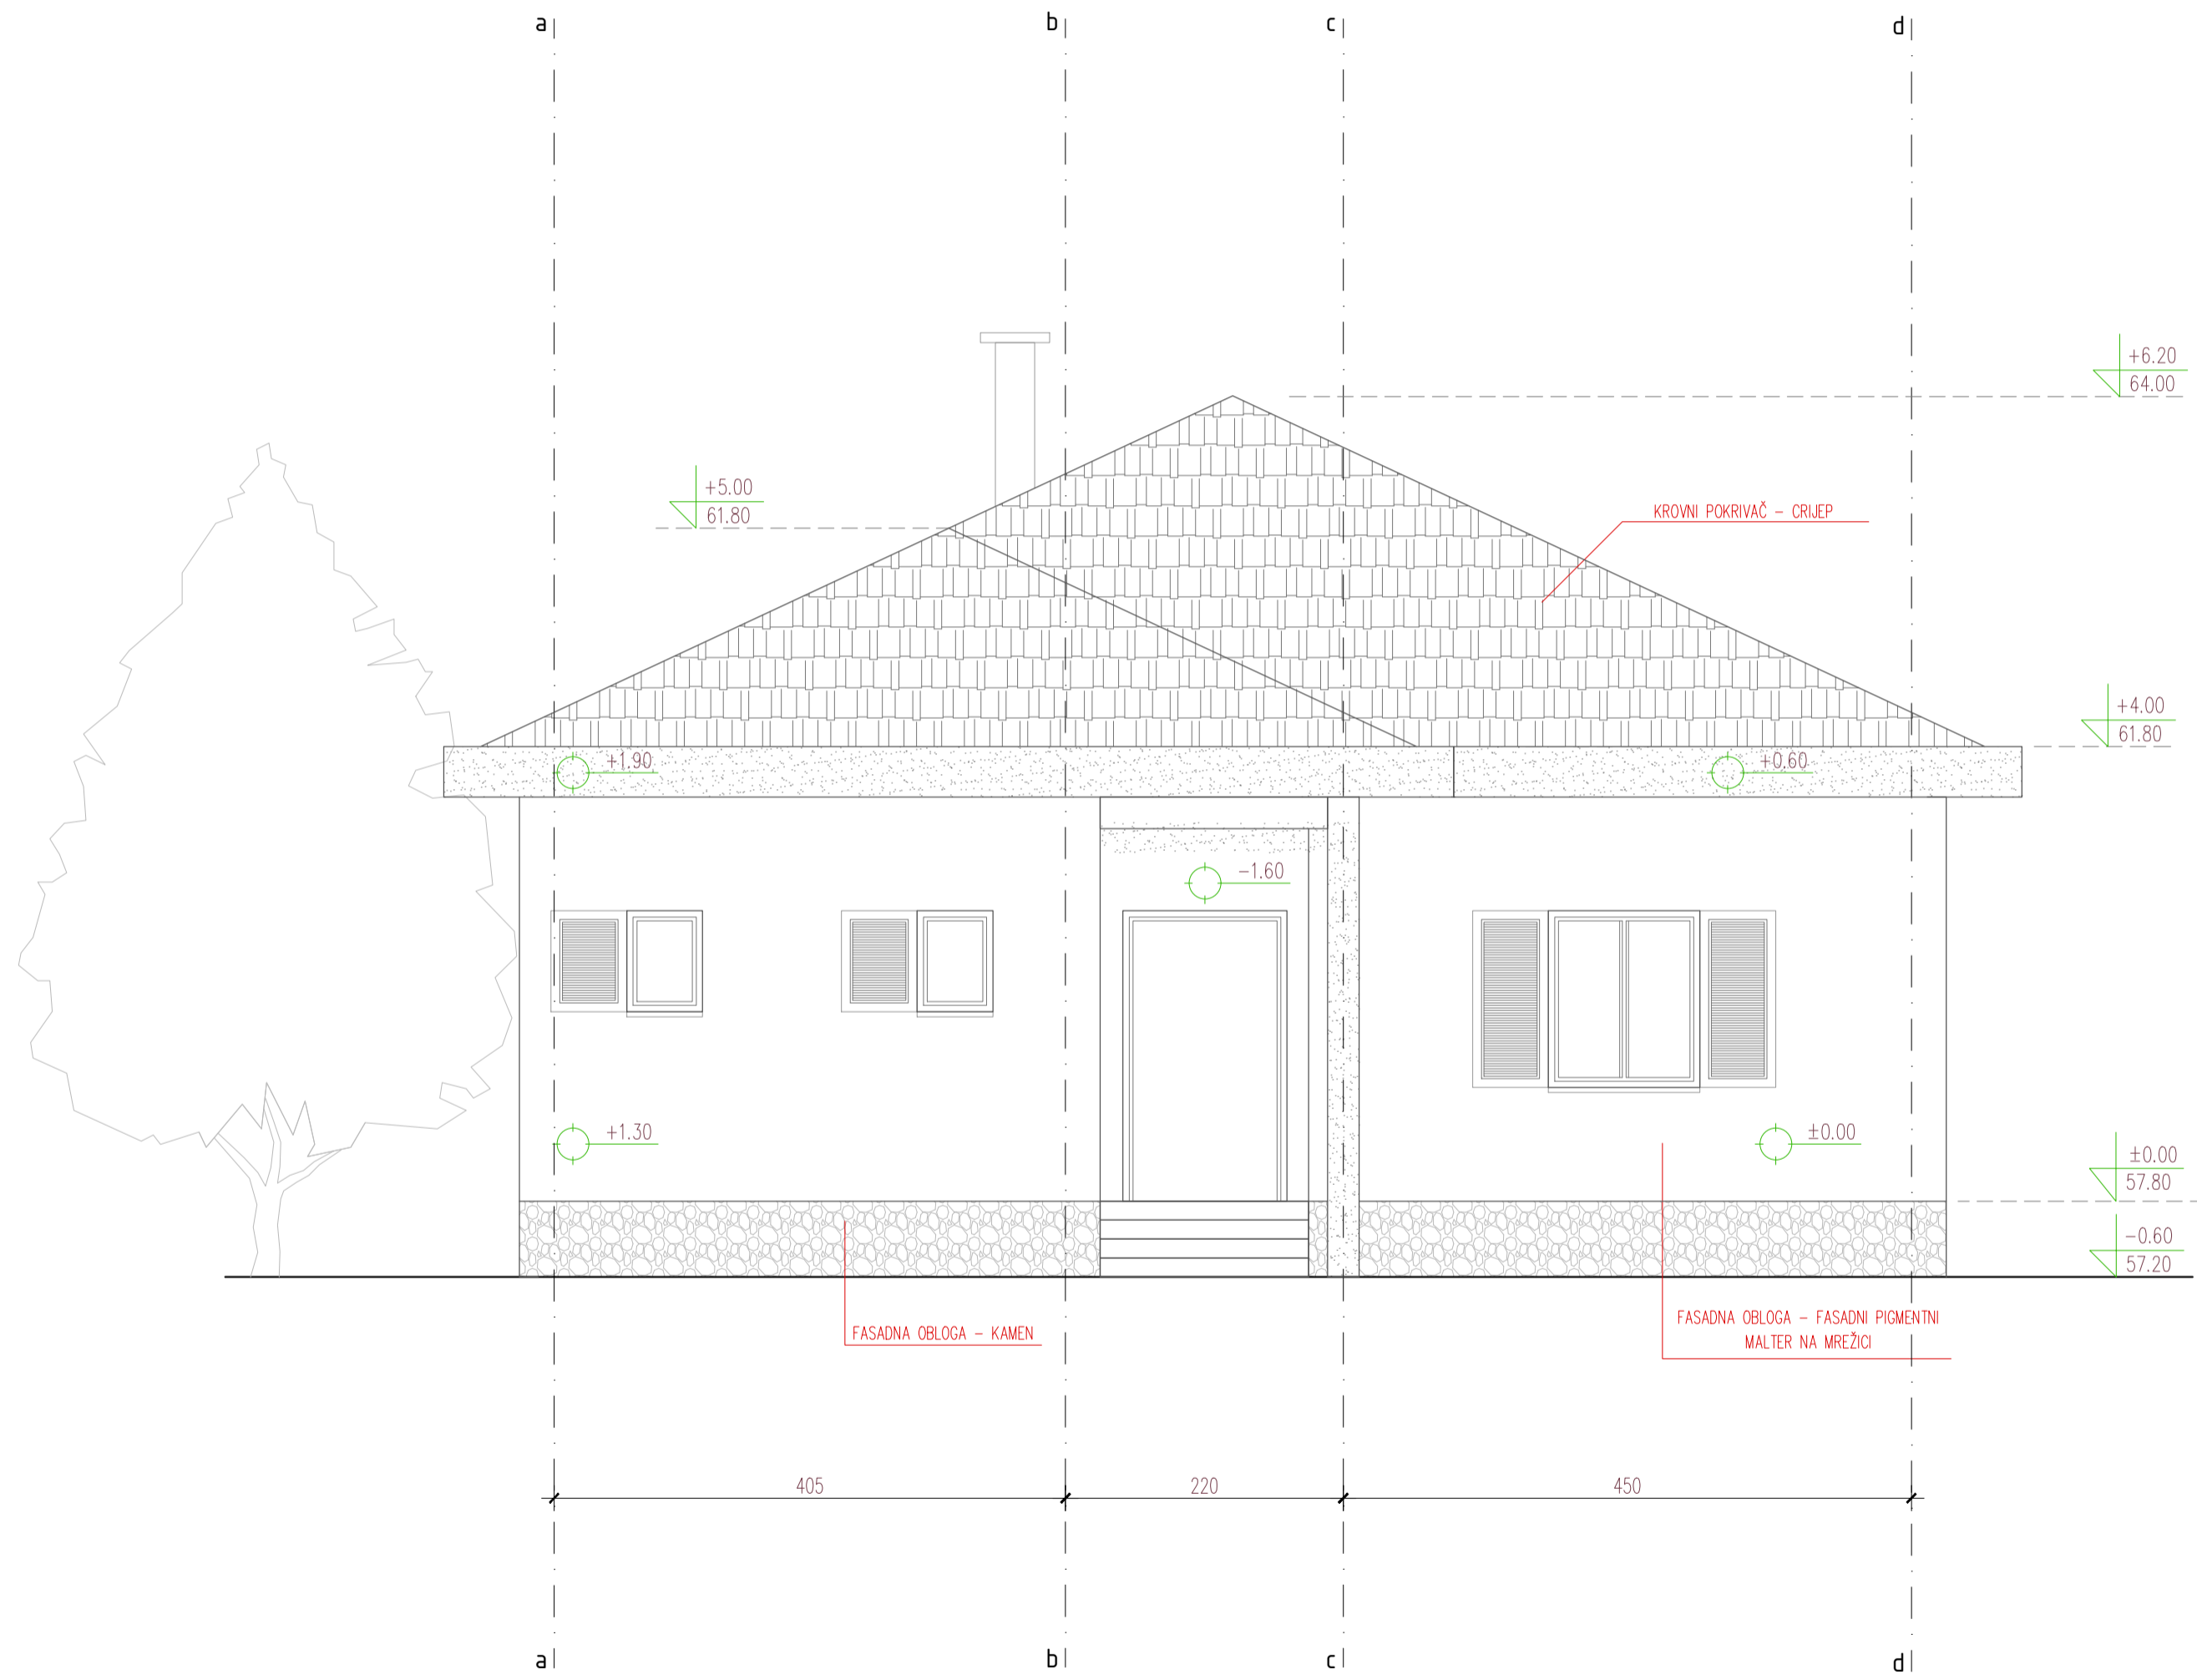 a
b
c
d
+6.20
64.00
+5.00
61.80
KROVNI POKRIVAČ - CRIJEP
+4.00
61.80
+1.90
+0.60
-1.60
+1.30
±0.00
±0.00
57.80
-0.60
57.20
FASADNA OBLOGA - KAMEN
FASADNA OBLOGA - FASADNI PIGMENTNI
MALTER NA MREŽICI
405
220
450
a
b
c
d